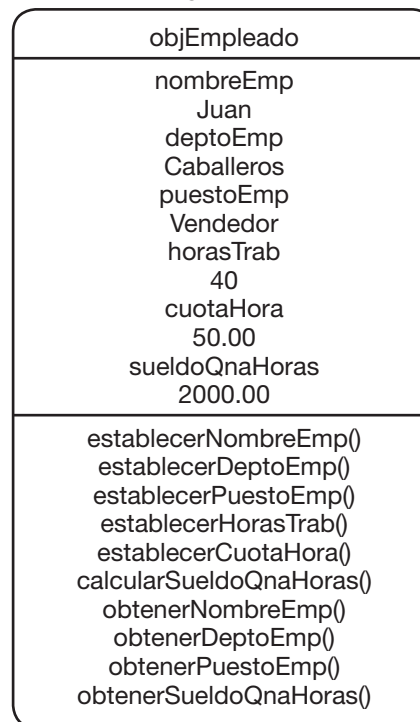 objEmpleado
nombreEmp
Juan
deptoEmp
Caballeros
puestoEmp
Vendedor
horasTrab
40
cuotaHora
50.00
sueldoQnaHoras
2000.00
establecerNombreEmp()
establecerDeptoEmp()
establecerPuestoEmp()
establecerHorasTrab()
establecerCuotaHora()
calcularSueldoQnaHoras()
obtenerNombreEmp()
obtenerDeptoEmp()
obtenerPuestoEmp()
obtenerSueldoQnaHoras()